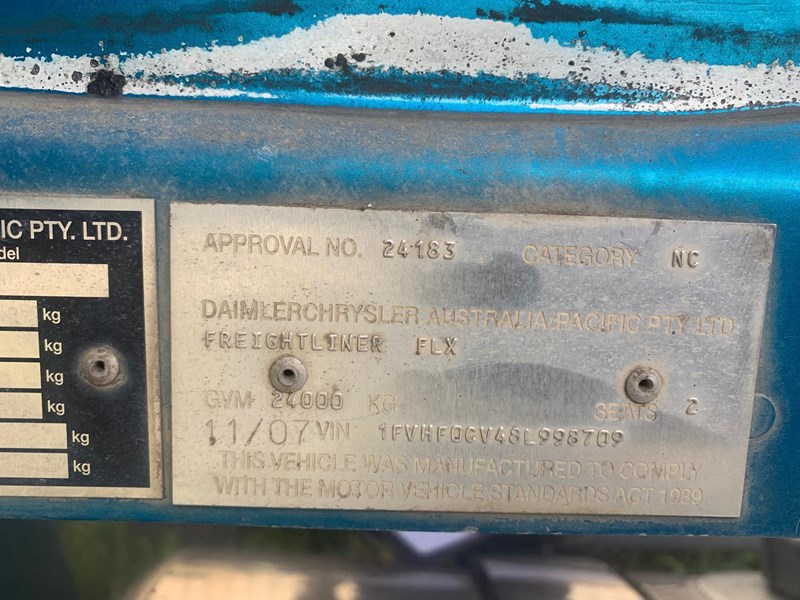 IC PTY. LTD.
del
kg
kg
kg
kg
kg
kg
APPROVAL NO. 24183 CATEGORY NC
DAIMLERCHRYSLER AUSTRALIA/PACIFIC PTY LTD
FREIGHTLINER FLX
GVM 24000 KG SEATS 2
11/07 VIN 1FVHF0CV48L998709
THIS VEHICLE WAS MANUFACTURED TO COMPLY
WITH THE MOTOR VEHICLE STANDARDS ACT 1989